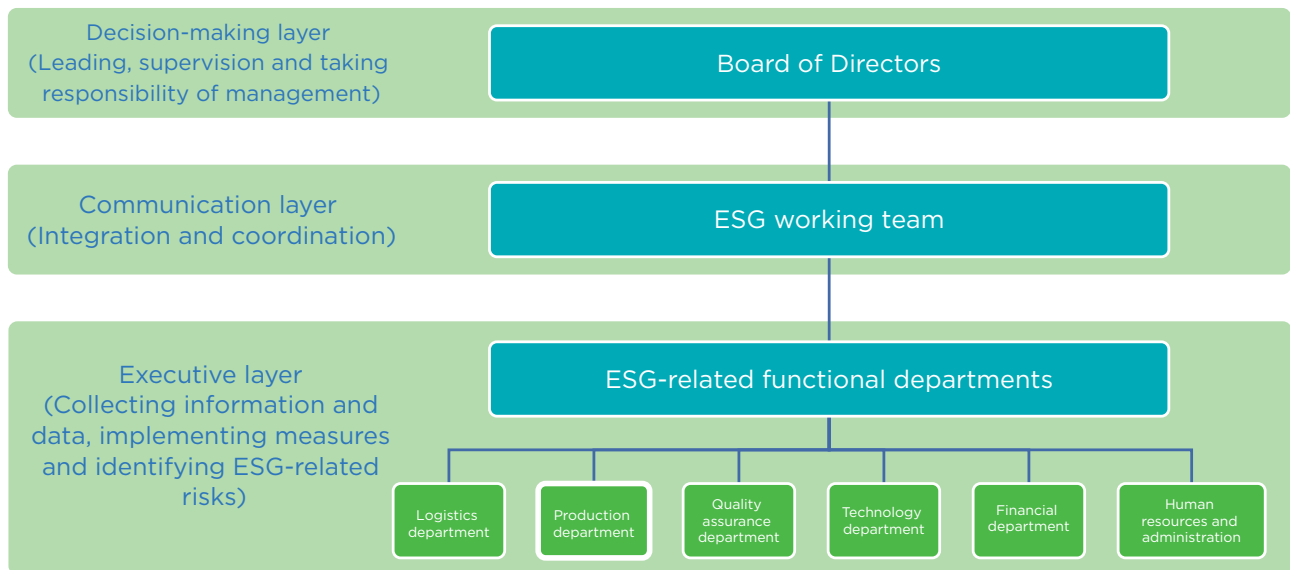 Decision-making layer
(Leading, supervision and taking
responsibility of management)
Board of Directors
Communication layer
(Integration and coordination)
ESG working team
Executive layer
(Collecting information and
data, implementing measures
and identifying ESG-related
risks)
ESG-related functional departments
Logistics
department
Production
department
Quality
assurance
department
Technology
department
Financial
department
Human
resources and
administration